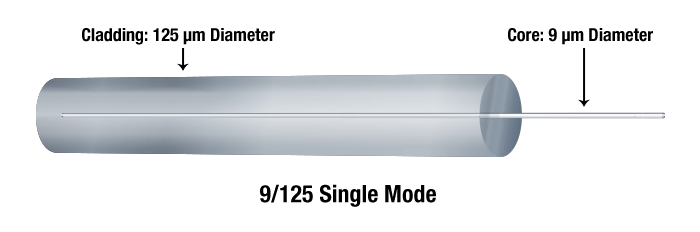 Cladding: 125 µm Diameter
Core: 9 µm Diameter
9/125 Single Mode